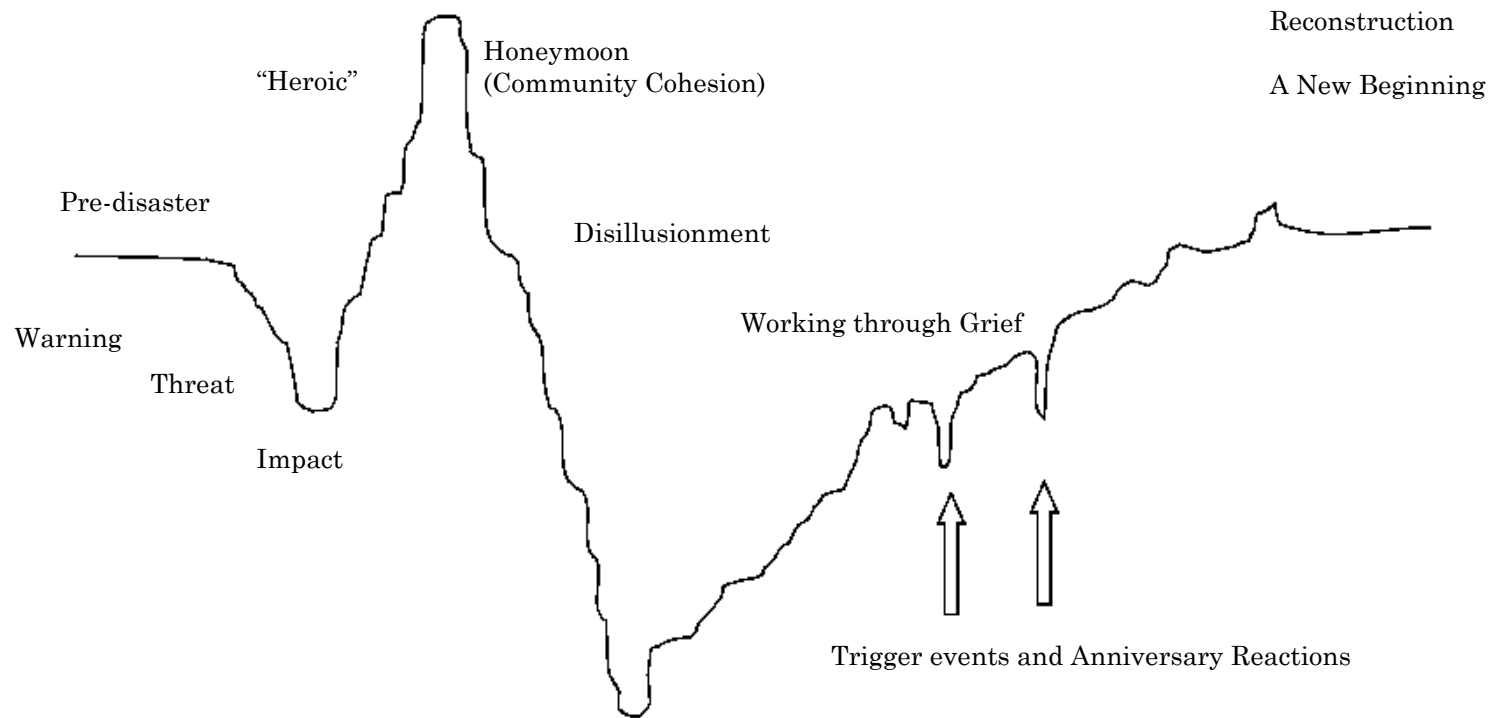 Reconstruction
Honeymoon
“Heroic”
(Community Cohesion)
A New Beginning
Pre-disaster
Disillusionment
Working through Grief
Warning
Threat
Impact
Trigger events and Anniversary Reactions